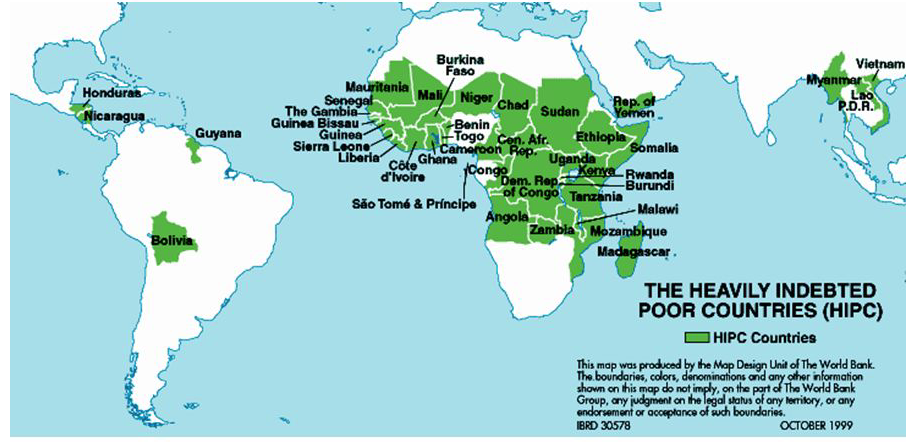 Honduras
Nicaragua
Guyana
Bolivia
Burkina
Faso
Mauritania
Mali
Niger
Chad
Sudan
Senegal
The Gambia
Guinea Bissau
Guinea
Sierra Leone
Liberia
Côte
d'Ivoire
Ghana
Benin
Togo
Cameroon
Cen. Afr.
Rep.
Congo
São Tomé & Príncipe
Dem. Rep
of Congo
Uganda
Kenya
Ethiopia
Somalia
Rep. of
Yemen
Rwanda
Burundi
Tanzania
Malawi
Angola
Zambia
Mozambique
Madagascar
Myanmar
Vietnam
Lao
P.D.R.
THE HEAVILY INDEBTED
POOR COUNTRIES (HIPC)
HIPC Countries
This map was produced by the Map Design Unit of The World Bank.
The boundaries, colors, denominations and any other information
shown on this map do not imply, on the part of The World Bank
Group, any judgment on the legal status of any territory, or any
endorsement or acceptance of such boundaries.
IBRD 30578
OCTOBER 1999